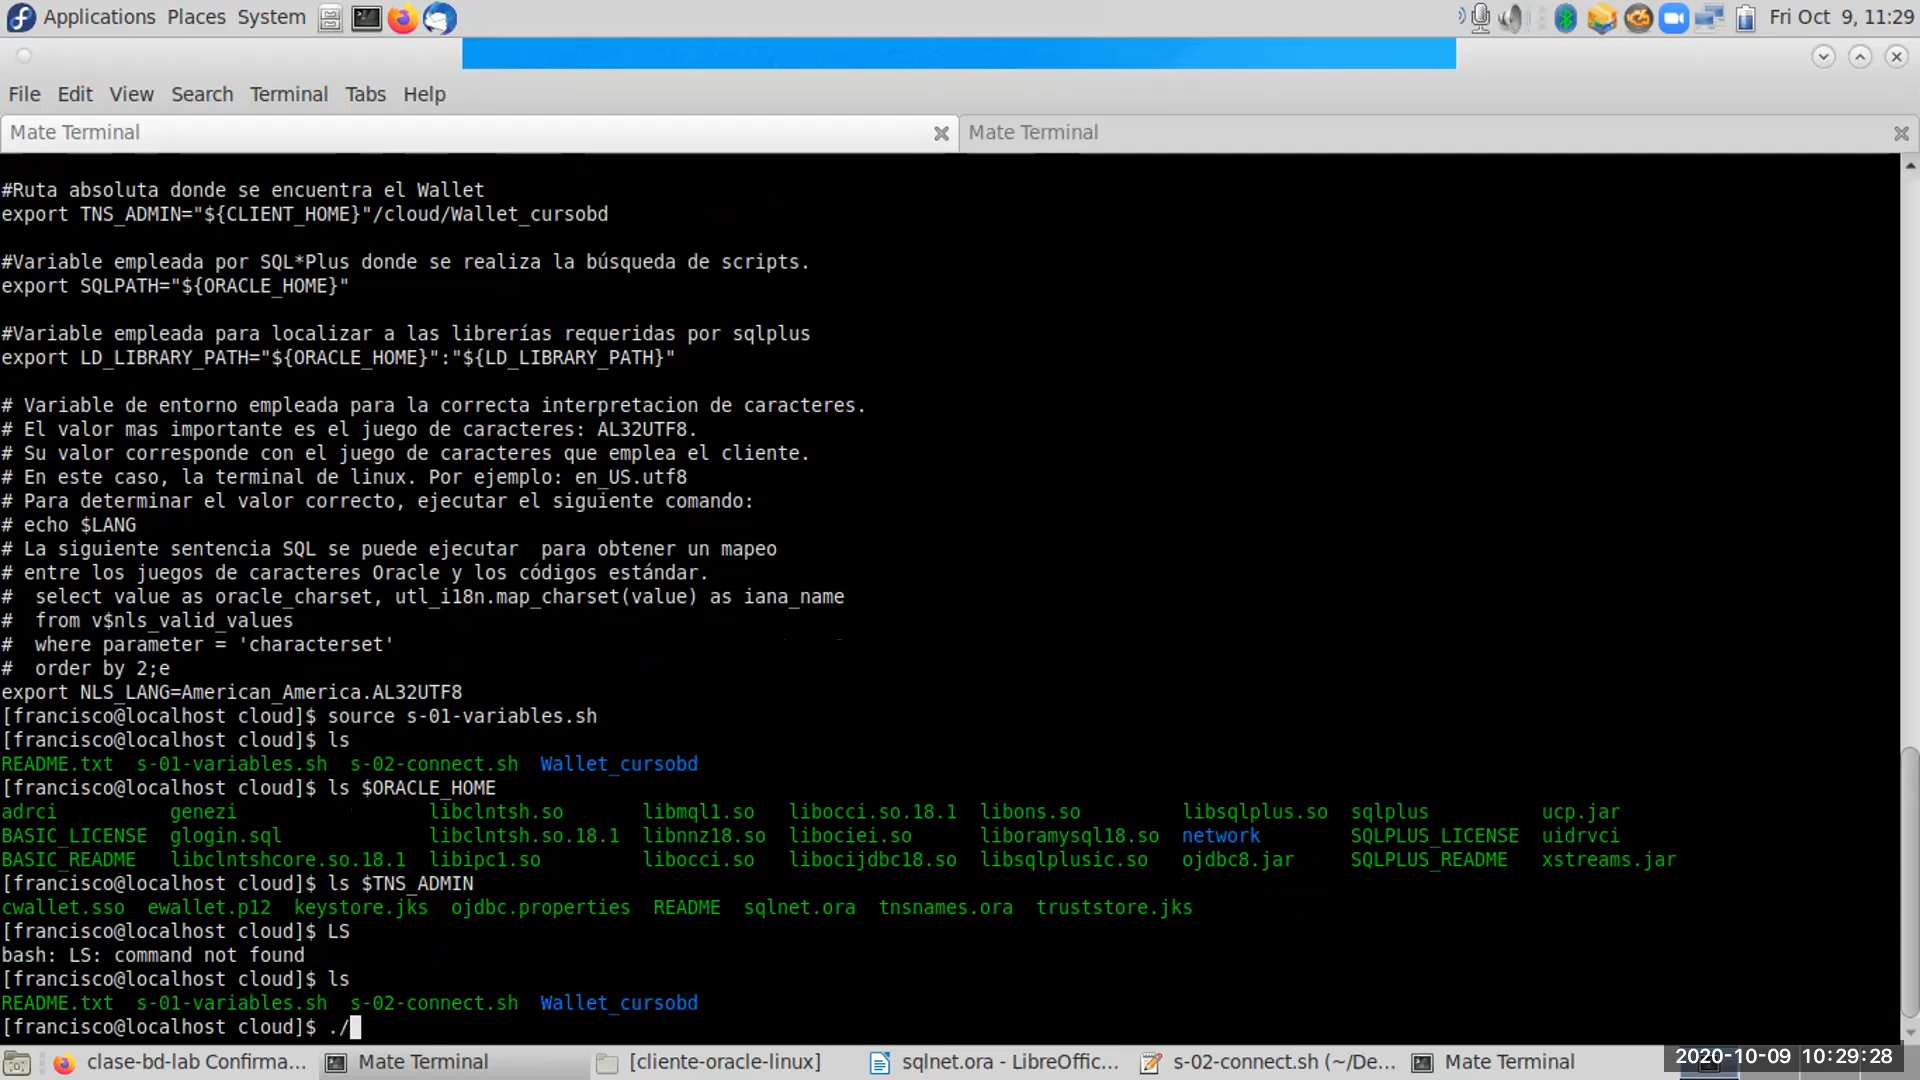 Applications Places System Fri Oct 9, 11:29
File Edit View Search Terminal Tabs Help
Mate Terminal Mate Terminal
#Ruta absoluta donde se encuentra el Wallet
export TNS_ADMIN="${CLIENT_HOME}"/cloud/Wallet_cursobd
#Variable empleada por SQL*Plus donde se realiza la búsqueda de scripts.
export SQLPATH="${ORACLE_HOME}"
#Variable empleada para localizar a las librerías requeridas por sqlplus
export LD_LIBRARY_PATH="${ORACLE_HOME}":"${LD_LIBRARY_PATH}"
# Variable de entorno empleada para la correcta interpretacion de caracteres.
# El valor mas importante es el juego de caracteres: AL32UTF8.
# Su valor corresponde con el juego de caracteres que emplea el cliente.
# En este caso, la terminal de linux. Por ejemplo: en_US.utf8
# Para determinar el valor correcto, ejecutar el siguiente comando:
# echo $LANG
# La siguiente sentencia SQL se puede ejecutar  para obtener un mapeo
# entre los juegos de caracteres Oracle y los códigos estándar.
#  select value as oracle_charset, utl_i18n.map_charset(value) as iana_name
#  from v$nls_valid_values
#  where parameter = 'characterset'
#  order by 2;e
export NLS_LANG=American_America.AL32UTF8
[francisco@localhost cloud]$ source s-01-variables.sh
[francisco@localhost cloud]$ ls
README.txt  s-01-variables.sh  s-02-connect.sh  Wallet_cursobd
[francisco@localhost cloud]$ ls $ORACLE_HOME
adrci genezi libclntsh.so libmql1.so libocci.so.18.1 libons.so libsqlplus.so sqlplus ucp.jar
BASIC_LICENSE glogin.sql libclntsh.so.18.1 libnnz18.so libociei.so liboramysql18.so network SQLPLUS_LICENSE uidrvci
BASIC_README libclntshcore.so.18.1 libipc1.so libocci.so libocijdbc18.so libsqlplusic.so ojdbc8.jar SQLPLUS_README xstreams.jar
[francisco@localhost cloud]$ ls $TNS_ADMIN
cwallet.sso  ewallet.p12  keystore.jks  ojdbc.properties  README  sqlnet.ora  tnsnames.ora  truststore.jks
[francisco@localhost cloud]$ LS
bash: LS: command not found
[francisco@localhost cloud]$ ls
README.txt  s-01-variables.sh  s-02-connect.sh  Wallet_cursobd
[francisco@localhost cloud]$ ./
clase-bd-lab Confirma... Mate Terminal [cliente-oracle-linux] sqlnet.ora - LibreOffic... s-02-connect.sh (~/De... Mate Terminal 2020-10-09 10:29:28